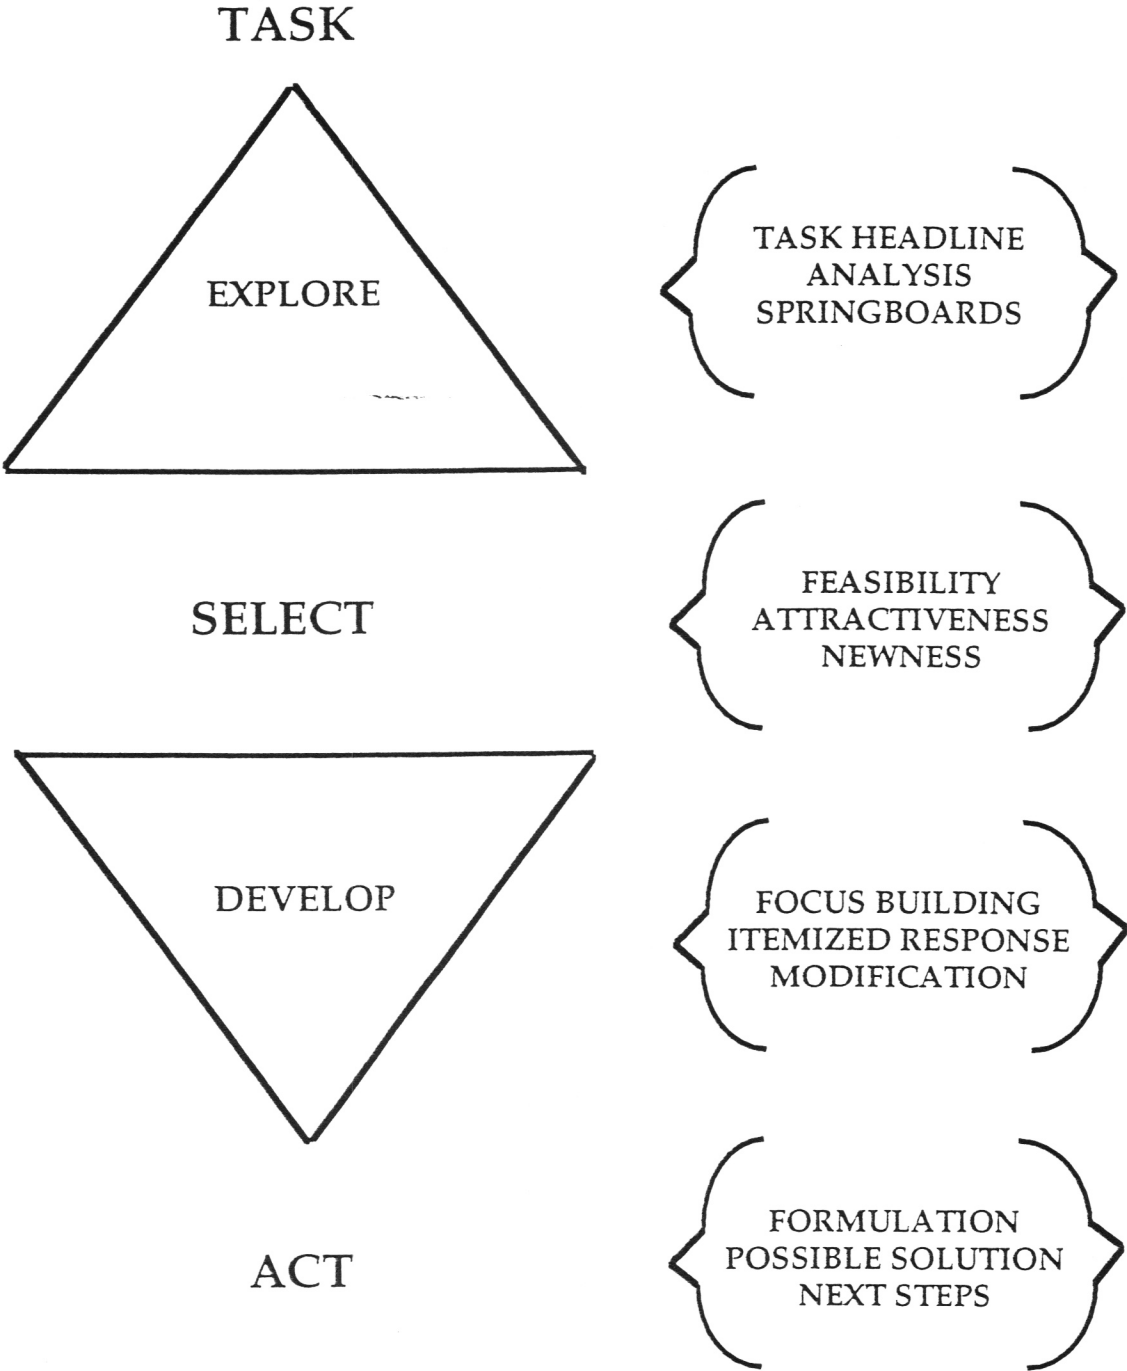 TASK
EXPLORE
TASK HEADLINE
ANALYSIS
SPRINGBOARDS
SELECT
FEASIBILITY
ATTRACTIVENESS
NEWNESS
DEVELOP
FOCUS BUILDING
ITEMIZED RESPONSE
MODIFICATION
ACT
FORMULATION
POSSIBLE SOLUTION
NEXT STEPS